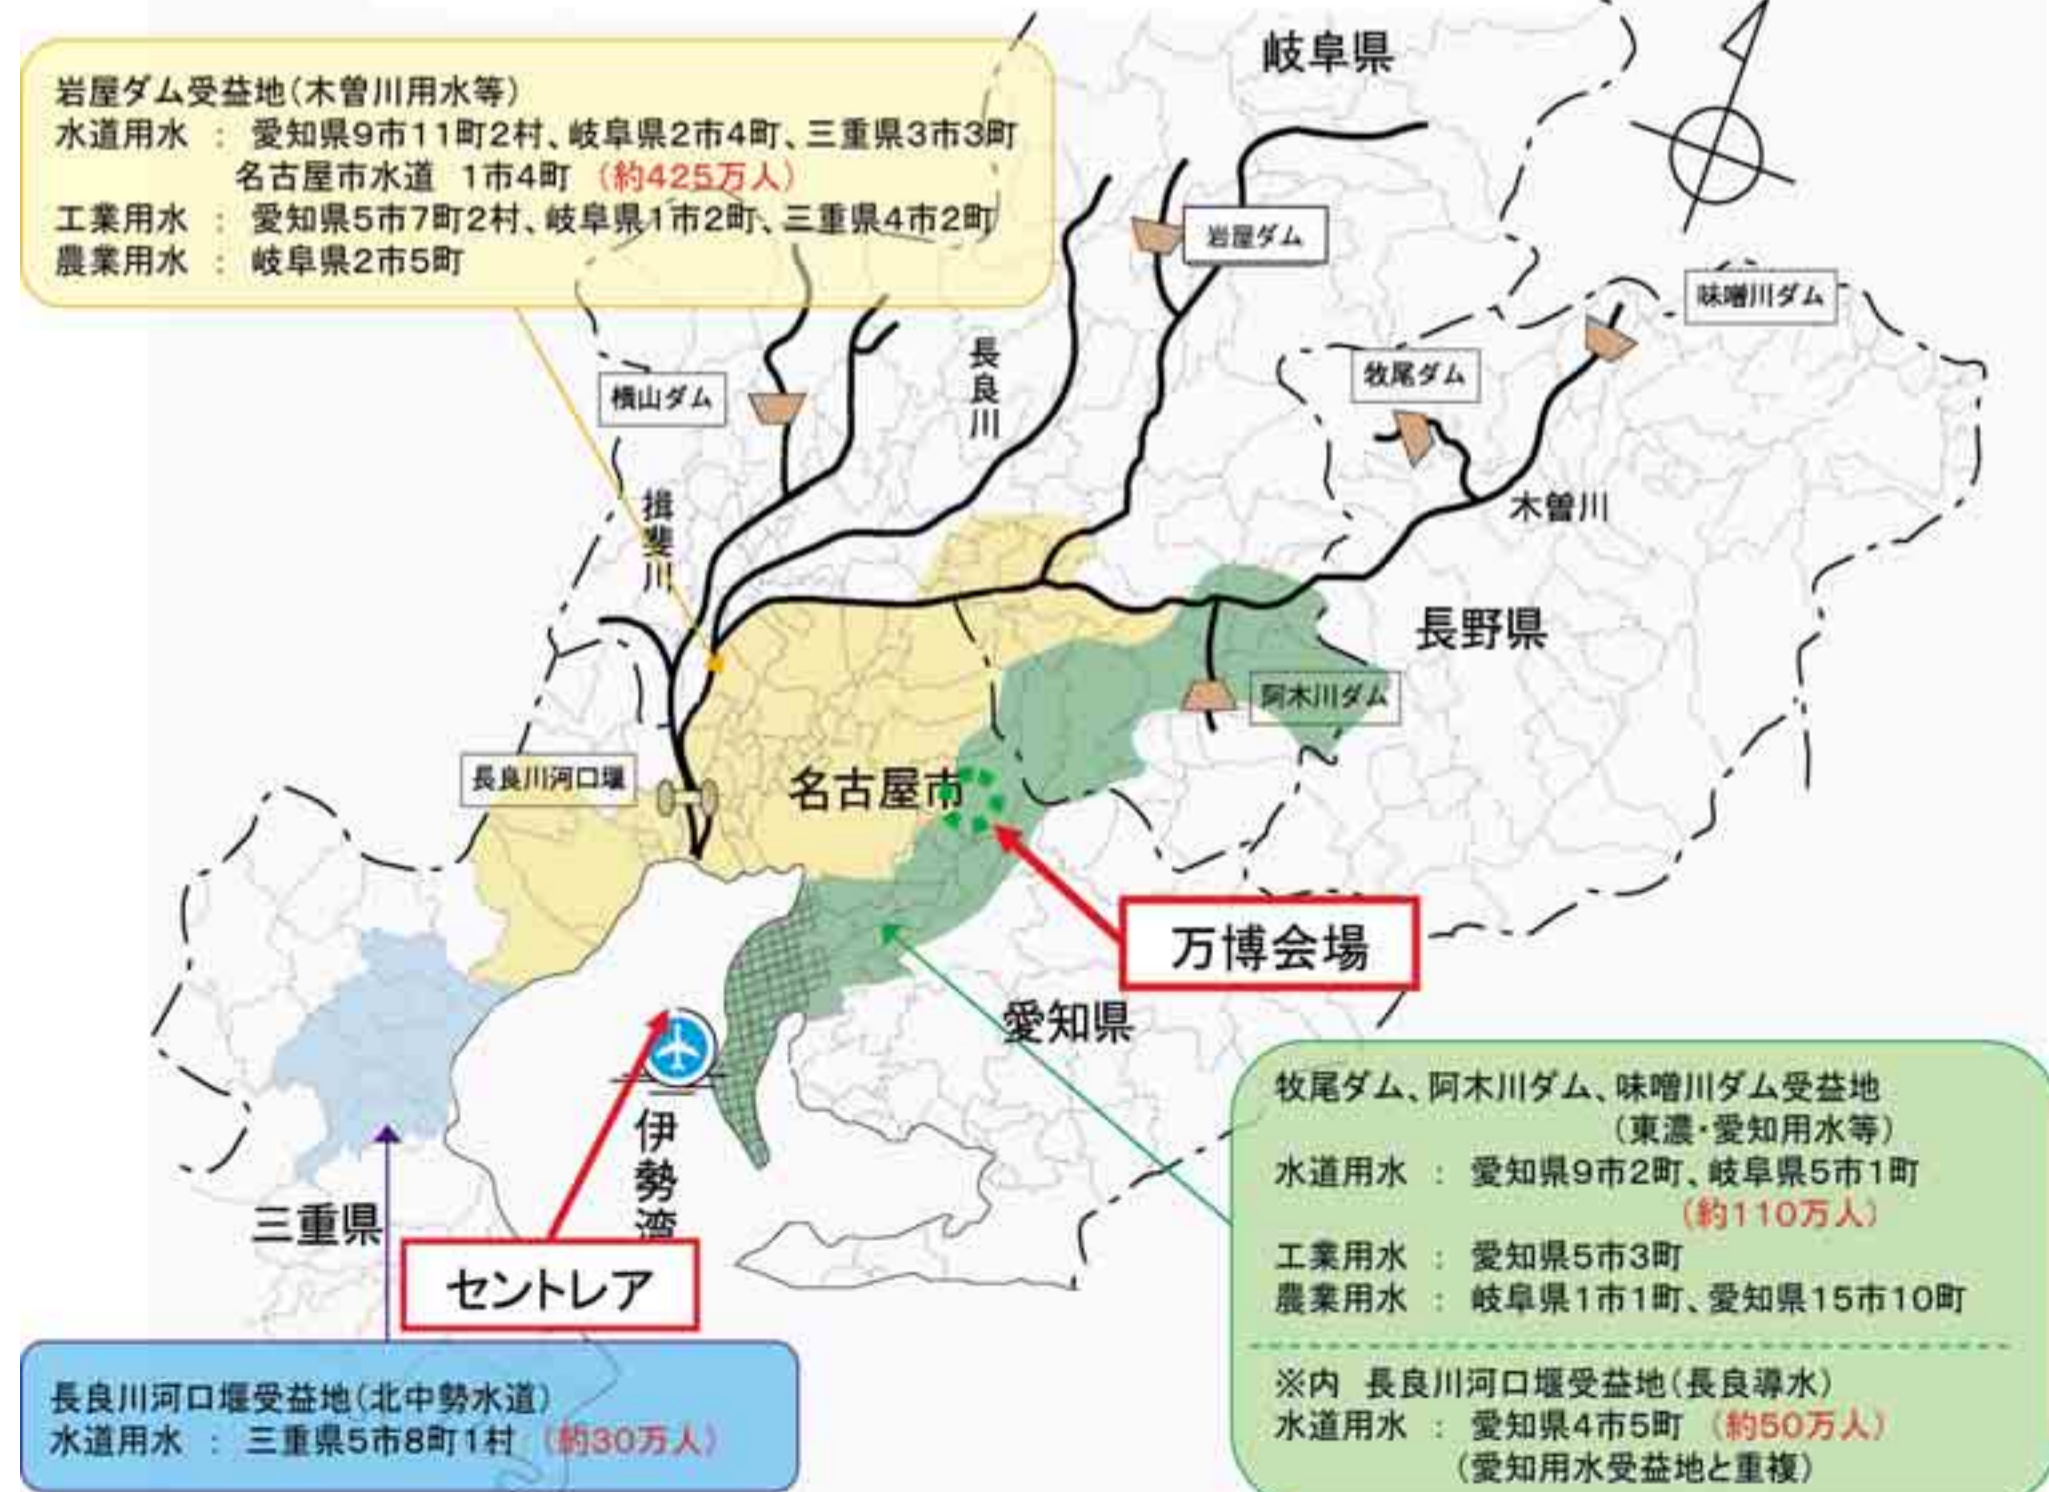 岩屋ダム受益地(木曽川用水等)
水道用水 : 愛知県9市11町2村、岐阜県2市4町、三重県3市3町
名古屋市水道 1市4町 (約425万人)
工業用水 : 愛知県5市7町2村、岐阜県1市2町、三重県4市2町
農業用水 : 岐阜県2市5町
岐阜県
岩屋ダム
味噌川ダム
牧尾ダム
横山ダム
長良川
揖斐川
木曽川
長野県
阿木川ダム
長良川河口堰
名古屋市
万博会場
愛知県
伊勢湾
三重県
セントレア
牧尾ダム、阿木川ダム、味噌川ダム受益地
(東濃・愛知用水等)
水道用水 : 愛知県9市2町、岐阜県5市1町
(約110万人)
工業用水 : 愛知県5市3町
農業用水 : 岐阜県1市1町、愛知県15市10町
※内 長良川河口堰受益地(長良導水)
水道用水 : 愛知県4市5町 (約50万人)
(愛知用水受益地と重複)
長良川河口堰受益地(北中勢水道)
水道用水 : 三重県5市8町1村 (約30万人)